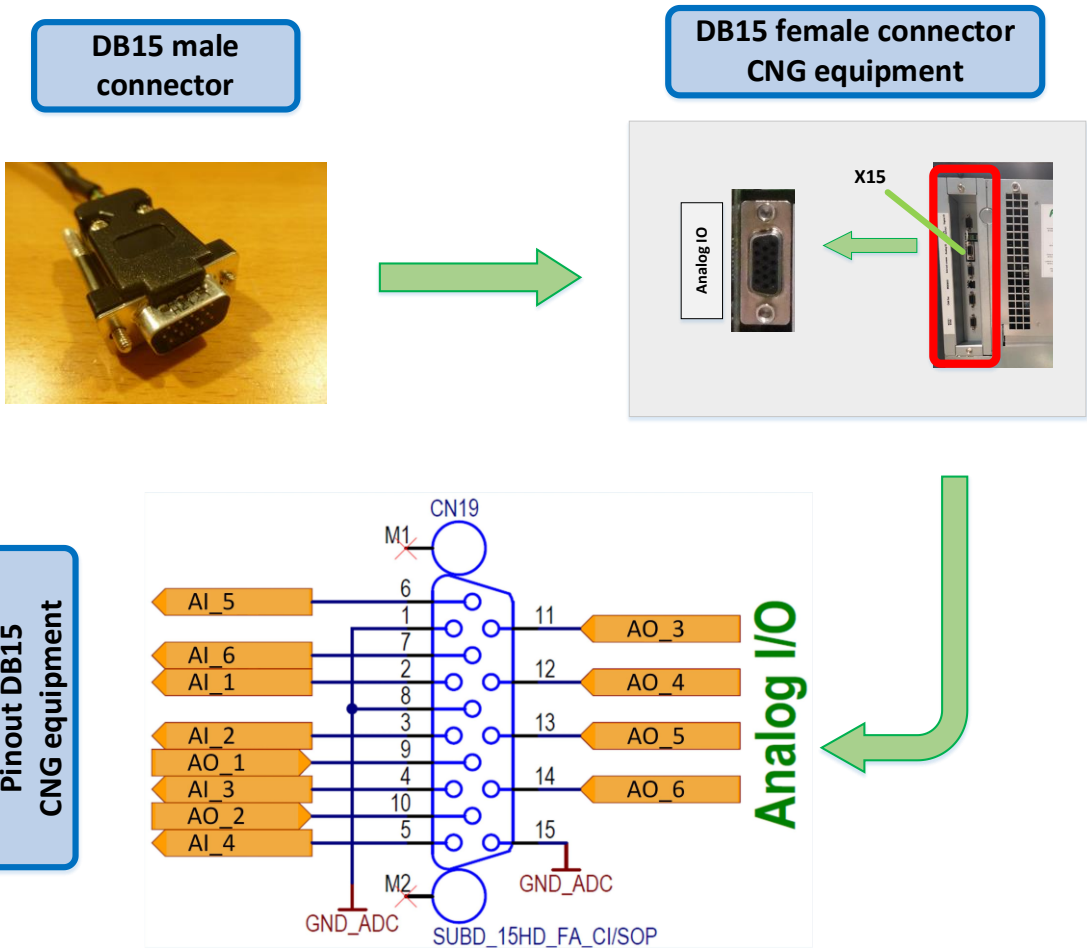 DB15 male
connector
DB15 female connector
CNG equipment
X15
Analog IO
Pinout DB15
CNG equipment
CN19
M1
6
AI_5
1
11
AO_3
7
AI_6
2
12
AO_4
AI_1
8
3
13
AO_5
AI_2
9
AO_1
4
14
AO_6
AI_3
10
AO_2
5
15
AI_4
M2
GND_ADC
GND_ADC
SUBD_15HD_FA_CI/SOP
Analog I/O